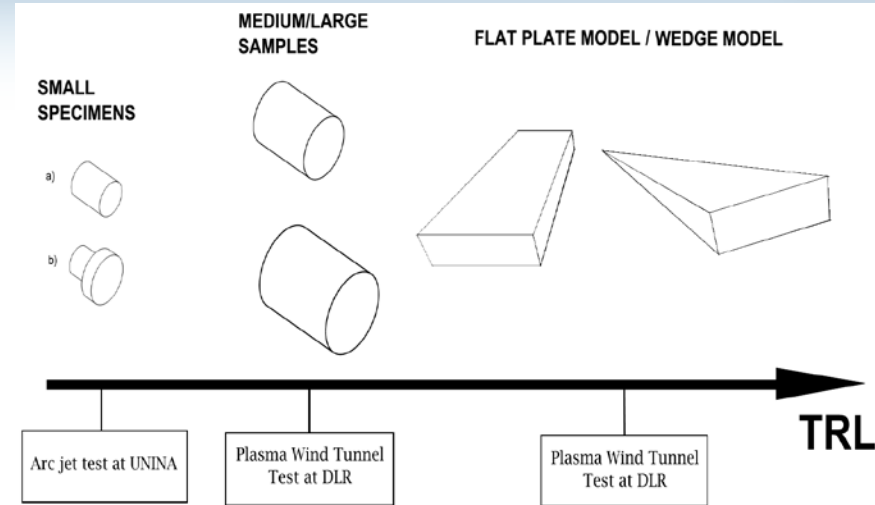 SMALL
SPECIMENS
a)
b)
MEDIUM/LARGE
SAMPLES
FLAT PLATE MODEL / WEDGE MODEL
Arc jet test at UNINA
Plasma Wind Tunnel
Test at DLR
Plasma Wind Tunnel
Test at DLR
TRL